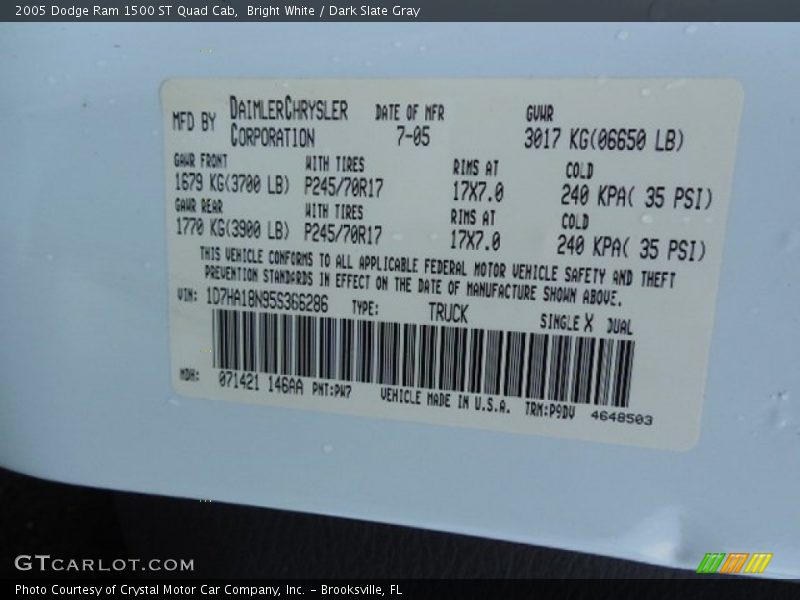 2005 Dodge Ram 1500 ST Quad Cab,  Bright White / Dark Slate Gray
MFD BY DAIMLERCHRYSLER CORPORATION DATE OF MFR 7-05 GVWR 3017 KG(06650 LB)
GAWR FRONT WITH TIRES RIMS AT COLD
1679 KG(3700 LB) P245/70R17 17X7.0 240 KPA( 35 PSI)
GAWR REAR WITH TIRES RIMS AT COLD
1770 KG(3900 LB) P245/70R17 17X7.0 240 KPA( 35 PSI)
THIS VEHICLE CONFORMS TO ALL APPLICABLE FEDERAL MOTOR VEHICLE SAFETY AND THEFT
PREVENTION STANDARDS IN EFFECT ON THE DATE OF MANUFACTURE SHOWN ABOVE.
VIN: 1D7HA18N95S366286 TYPE: TRUCK SINGLE X DUAL
MDH: 071421 146AA PNT:PW7 VEHICLE MADE IN U.S.A. TRM:P9DV 4648503
GTCARLOT.COM
Photo Courtesy of Crystal Motor Car Company, Inc. – Brooksville, FL